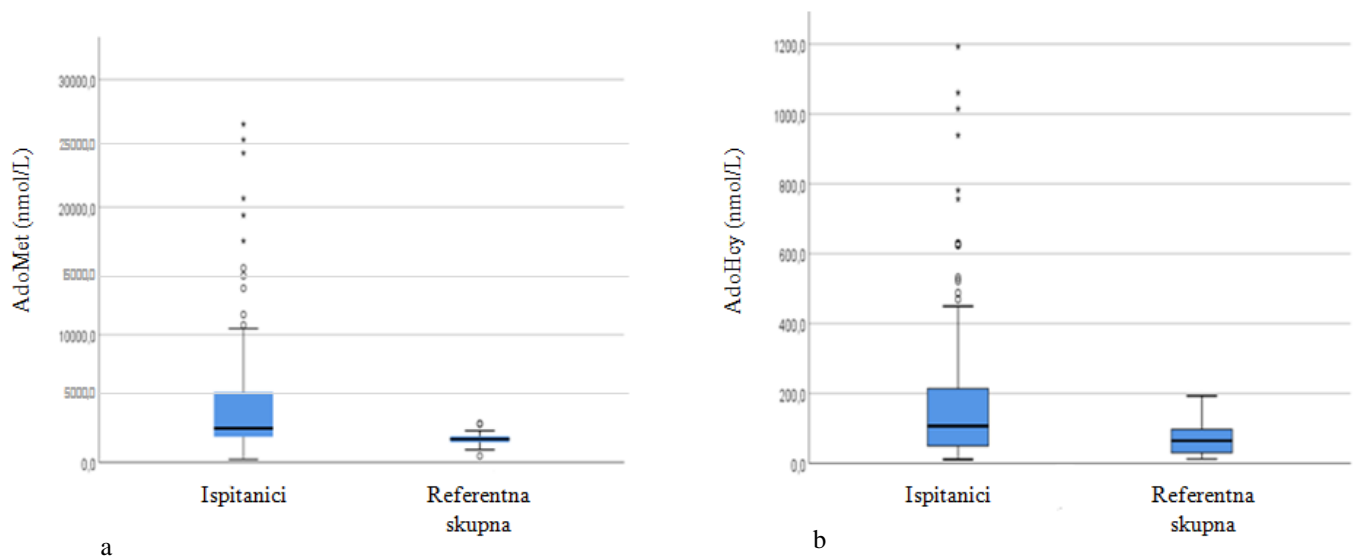 AdoMet (nmol/L)
30000,0
25000,0
20000,0
15000,0
10000,0
5000,0
0,0
Ispitanici
Referentna
skupna
a
AdoHcy (nmol/L)
1200,0
1000,0
800,0
600,0
400,0
200,0
0,0
Ispitanici
Referentna
skupna
b